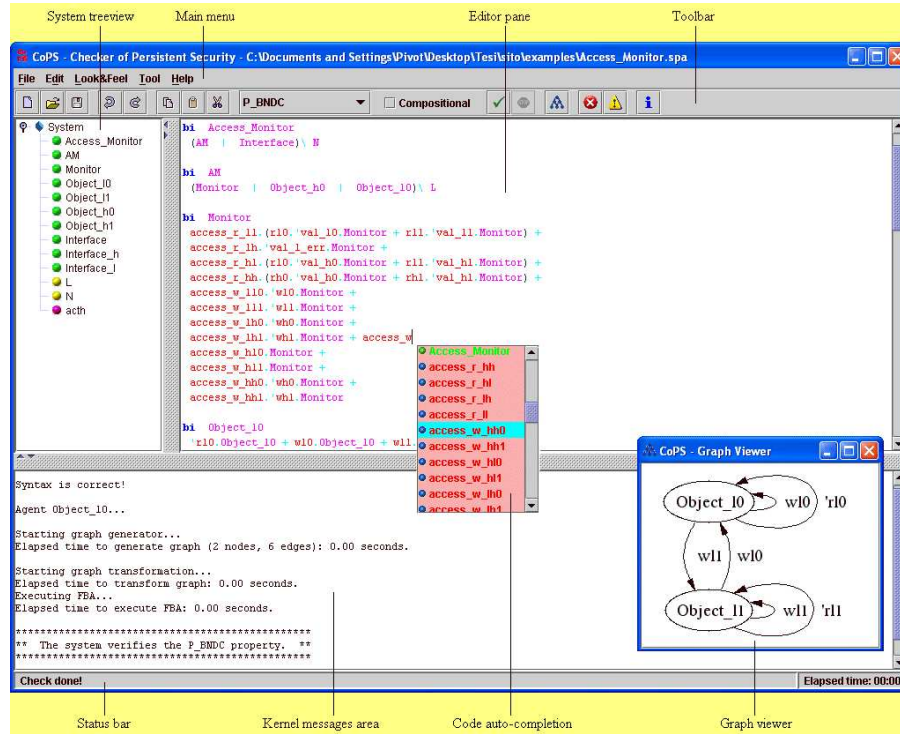 System treeview Main menu Editor pane Toolbar
CoPS - Checker of Persistent Security - C:\Documents and Settings\Pivot\Desktop\Tesi\sito\examples\Access_Monitor.spa
File Edit Look&Feel Tool Help
P_BNDC Compositional
System
Access_Monitor
AM
Monitor
Object_l0
Object_l1
Object_h0
Object_h1
Interface
Interface_h
Interface_l
L
N
acth
bi Access_Monitor
(AM | Interface)\ N
bi AM
(Monitor | Object_h0 | Object_l0)\ L
bi Monitor
access_r_ll.(rl0.'val_l0.Monitor + rl1.'val_l1.Monitor) +
access_r_lh.'val_l_err.Monitor +
access_r_hl.(rl0.'val_h0.Monitor + rl1.'val_h1.Monitor) +
access_r_hh.(rh0.'val_h0.Monitor + rh1.'val_h1.Monitor) +
access_w_ll0.'wl0.Monitor +
access_w_ll1.'wl1.Monitor +
access_w_lh0.'wh0.Monitor +
access_w_lh1.'wh1.Monitor + access_w
access_w_hl0.Monitor +
access_w_hl1.Monitor +
access_w_hh0.'wh0.Monitor +
access_w_hh1.'wh1.Monitor
bi Object_l0
'rl0.Object_l0 + wl0.Object_l0 + wl1.
Access_Monitor
access_r_hh
access_r_hl
access_r_lh
access_r_ll
access_w_hh0
access_w_hh1
access_w_hl0
access_w_hl1
access_w_lh0
access_w_lh1
Syntax is correct!
Agent Object_l0...
Starting graph generator...
Elapsed time to generate graph (2 nodes, 6 edges): 0.00 seconds.
Starting graph transformation...
Elapsed time to transform graph: 0.00 seconds.
Executing FBA...
Elapsed time to execute FBA: 0.00 seconds.
**************************************************
** The system verifies the P_BNDC property. **
**************************************************
CoPS - Graph Viewer
Object_l0 wl0 'rl0
wl1 wl0
Object_l1 wl1 'rl1
Check done! Elapsed time: 00:00
Status bar Kernel messages area Code auto-completion Graph viewer